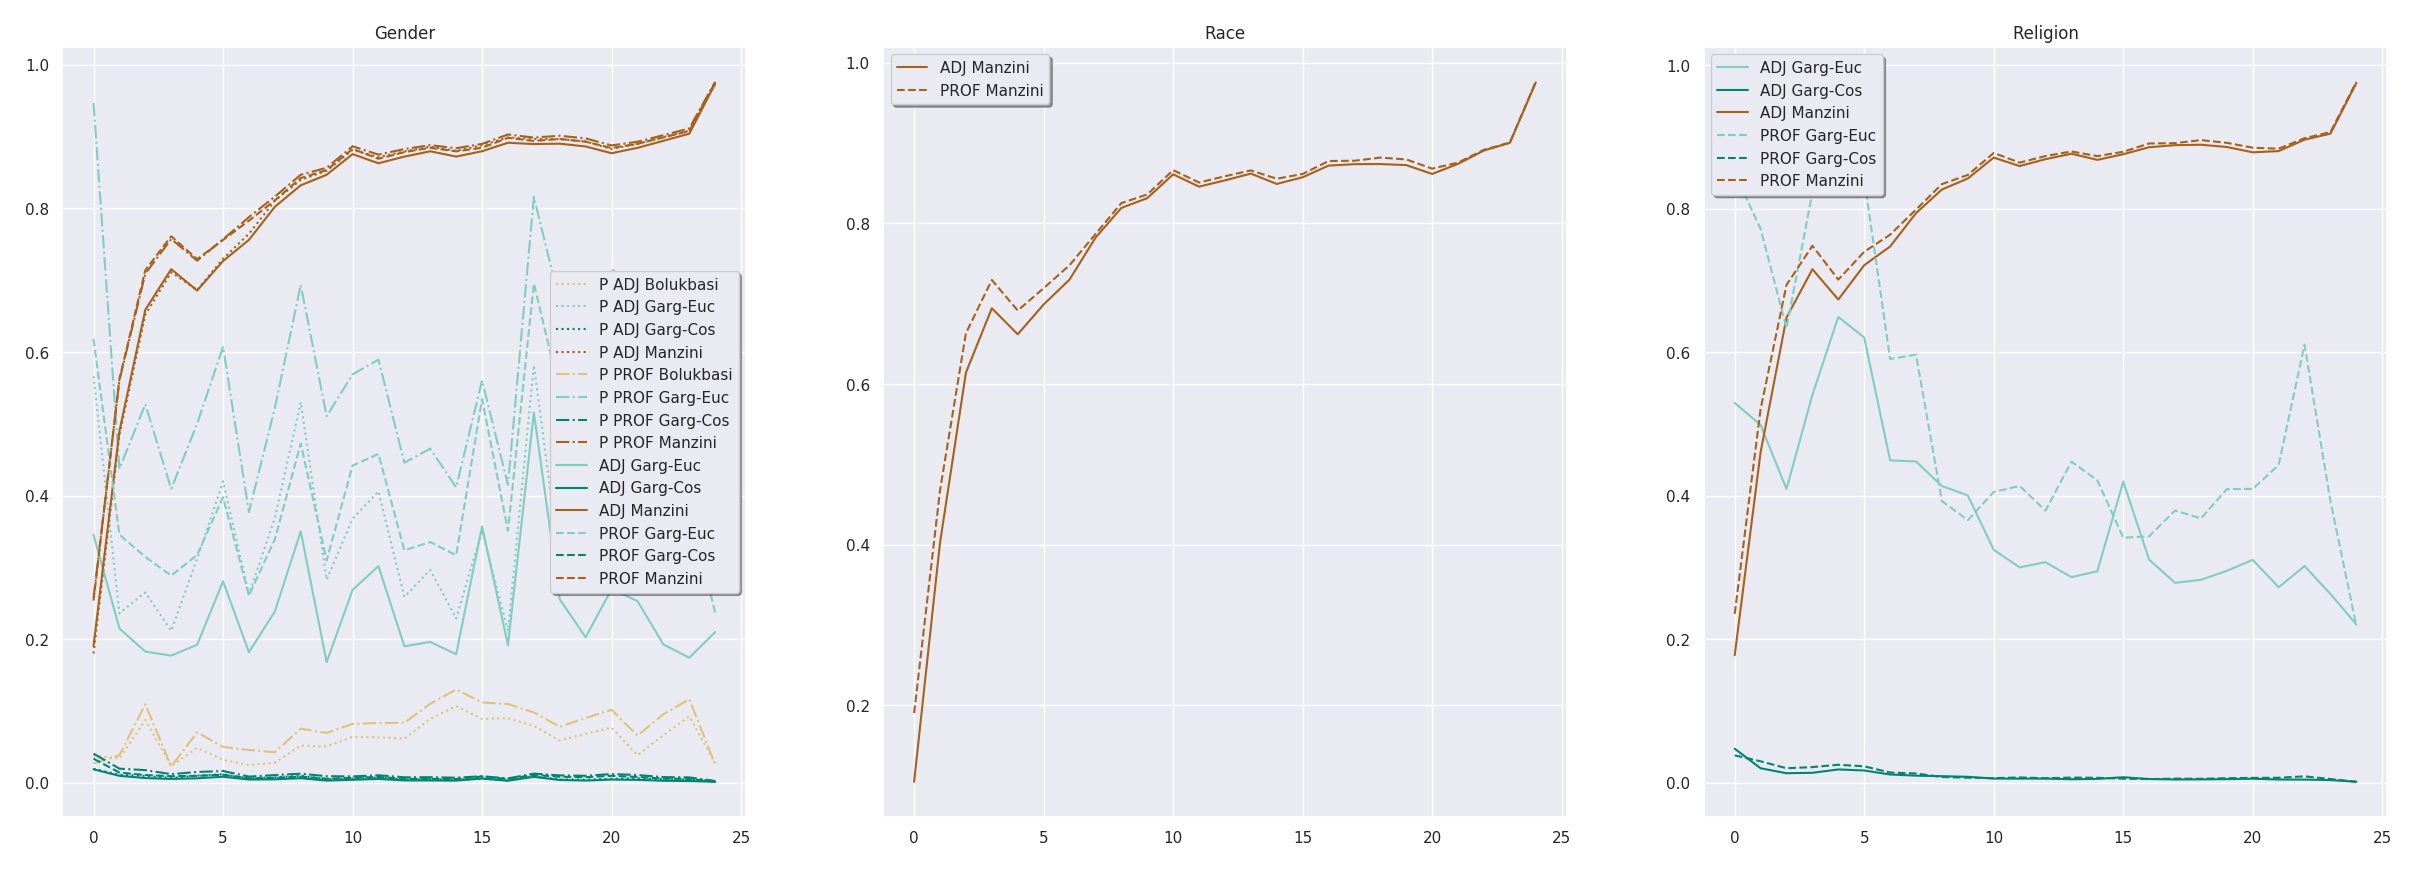 Gender
1.0
0.8
0.6
0.4
0.2
0.0
P ADJ Bolukbasi
P ADJ Garg-Euc
P ADJ Garg-Cos
P ADJ Manzini
P PROF Bolukbasi
P PROF Garg-Euc
P PROF Garg-Cos
P PROF Manzini
ADJ Garg-Euc
ADJ Garg-Cos
ADJ Manzini
PROF Garg-Euc
PROF Garg-Cos
PROF Manzini
0 5 10 15 20 25
Race
ADJ Manzini
PROF Manzini
1.0
0.8
0.6
0.4
0.2
0 5 10 15 20 25
Religion
ADJ Garg-Euc
ADJ Garg-Cos
ADJ Manzini
PROF Garg-Euc
PROF Garg-Cos
PROF Manzini
1.0
0.8
0.6
0.4
0.2
0.0
0 5 10 15 20 25